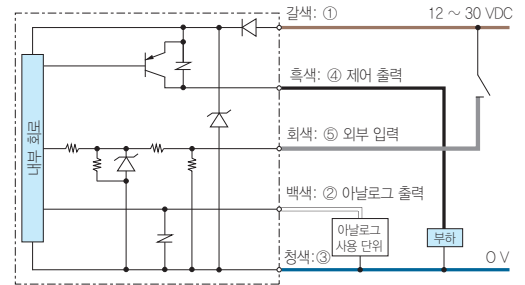 갈색: ① 12 ~ 30 VDC
흑색: ④ 제어 출력
회색: ⑤ 외부 입력
내부 회로
백색: ② 아날로그 출력
아날로그
사용 단위
부하
청색:③ 0 V